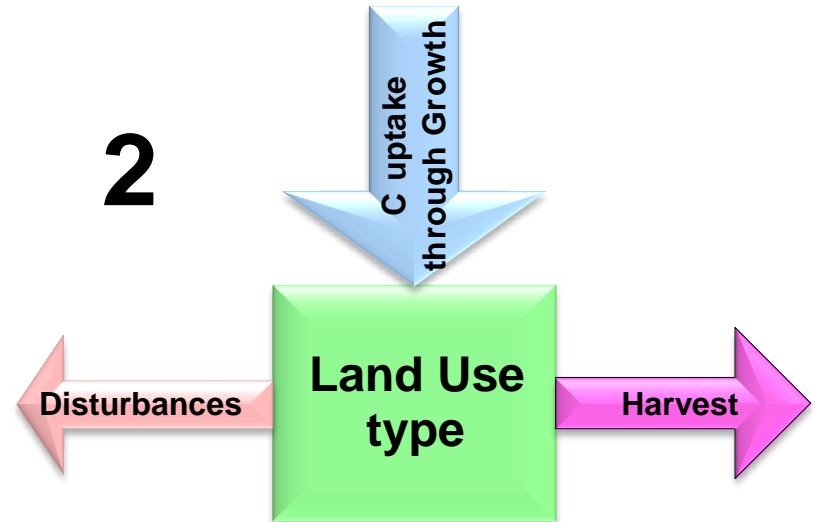 C uptake
through Growth
2
Land Use
type
Disturbances
Harvest